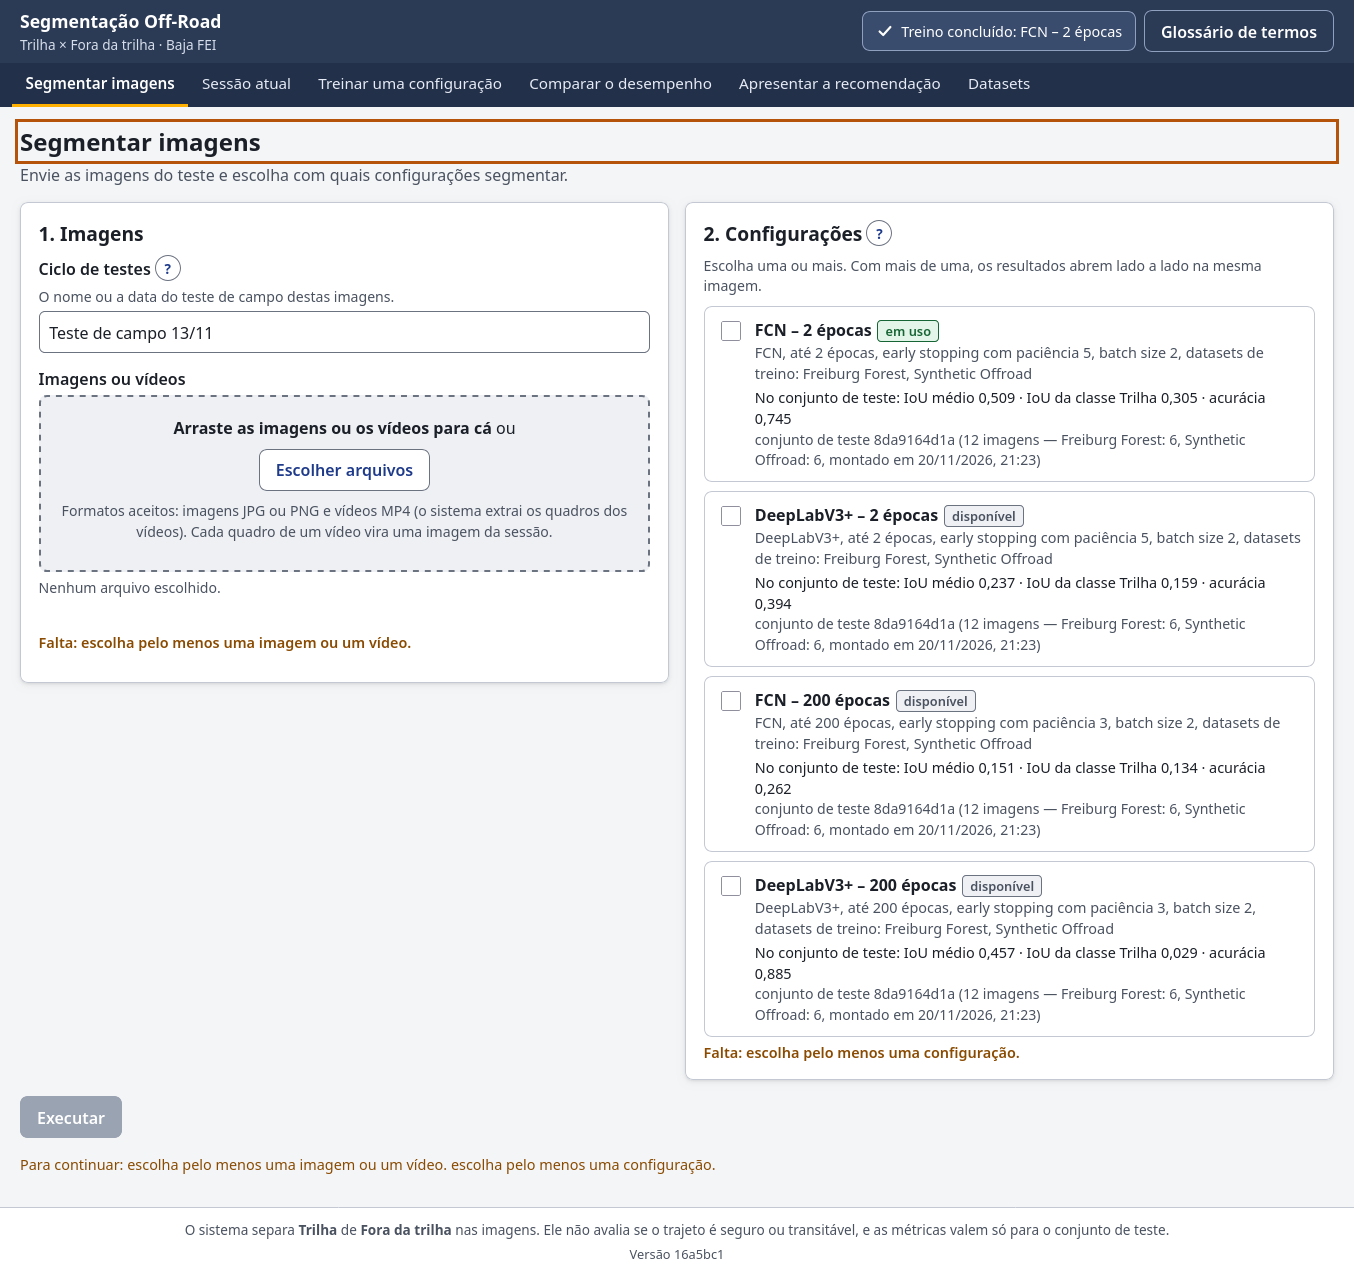 Segmentação Off-Road
Trilha × Fora da trilha · Baja FEI
Treino concluído: FCN – 2 épocas
Glossário de termos
Segmentar imagens
Sessão atual
Treinar uma configuração
Comparar o desempenho
Apresentar a recomendação
Datasets
Segmentar imagens
Envie as imagens do teste e escolha com quais configurações segmentar.
1. Imagens
Ciclo de testes ?
O nome ou a data do teste de campo destas imagens.
Teste de campo 13/11
Imagens ou vídeos
Arraste as imagens ou os vídeos para cá ou
Escolher arquivos
Formatos aceitos: imagens JPG ou PNG e vídeos MP4 (o sistema extrai os quadros dos
vídeos). Cada quadro de um vídeo vira uma imagem da sessão.
Nenhum arquivo escolhido.
Falta: escolha pelo menos uma imagem ou um vídeo.
2. Configurações ?
Escolha uma ou mais. Com mais de uma, os resultados abrem lado a lado na mesma
imagem.
FCN – 2 épocas em uso
FCN, até 2 épocas, early stopping com paciência 5, batch size 2, datasets de
treino: Freiburg Forest, Synthetic Offroad
No conjunto de teste: IoU médio 0,509 · IoU da classe Trilha 0,305 · acurácia
0,745
conjunto de teste 8da9164d1a (12 imagens — Freiburg Forest: 6, Synthetic
Offroad: 6, montado em 20/11/2026, 21:23)
DeepLabV3+ – 2 épocas disponível
DeepLabV3+, até 2 épocas, early stopping com paciência 5, batch size 2, datasets
de treino: Freiburg Forest, Synthetic Offroad
No conjunto de teste: IoU médio 0,237 · IoU da classe Trilha 0,159 · acurácia
0,394
conjunto de teste 8da9164d1a (12 imagens — Freiburg Forest: 6, Synthetic
Offroad: 6, montado em 20/11/2026, 21:23)
FCN – 200 épocas disponível
FCN, até 200 épocas, early stopping com paciência 3, batch size 2, datasets de
treino: Freiburg Forest, Synthetic Offroad
No conjunto de teste: IoU médio 0,151 · IoU da classe Trilha 0,134 · acurácia
0,262
conjunto de teste 8da9164d1a (12 imagens — Freiburg Forest: 6, Synthetic
Offroad: 6, montado em 20/11/2026, 21:23)
DeepLabV3+ – 200 épocas disponível
DeepLabV3+, até 200 épocas, early stopping com paciência 3, batch size 2,
datasets de treino: Freiburg Forest, Synthetic Offroad
No conjunto de teste: IoU médio 0,457 · IoU da classe Trilha 0,029 · acurácia
0,885
conjunto de teste 8da9164d1a (12 imagens — Freiburg Forest: 6, Synthetic
Offroad: 6, montado em 20/11/2026, 21:23)
Falta: escolha pelo menos uma configuração.
Executar
Para continuar: escolha pelo menos uma imagem ou um vídeo. escolha pelo menos uma configuração.
O sistema separa Trilha de Fora da trilha nas imagens. Ele não avalia se o trajeto é seguro ou transitável, e as métricas valem só para o conjunto de teste.
Versão 16a5bc1